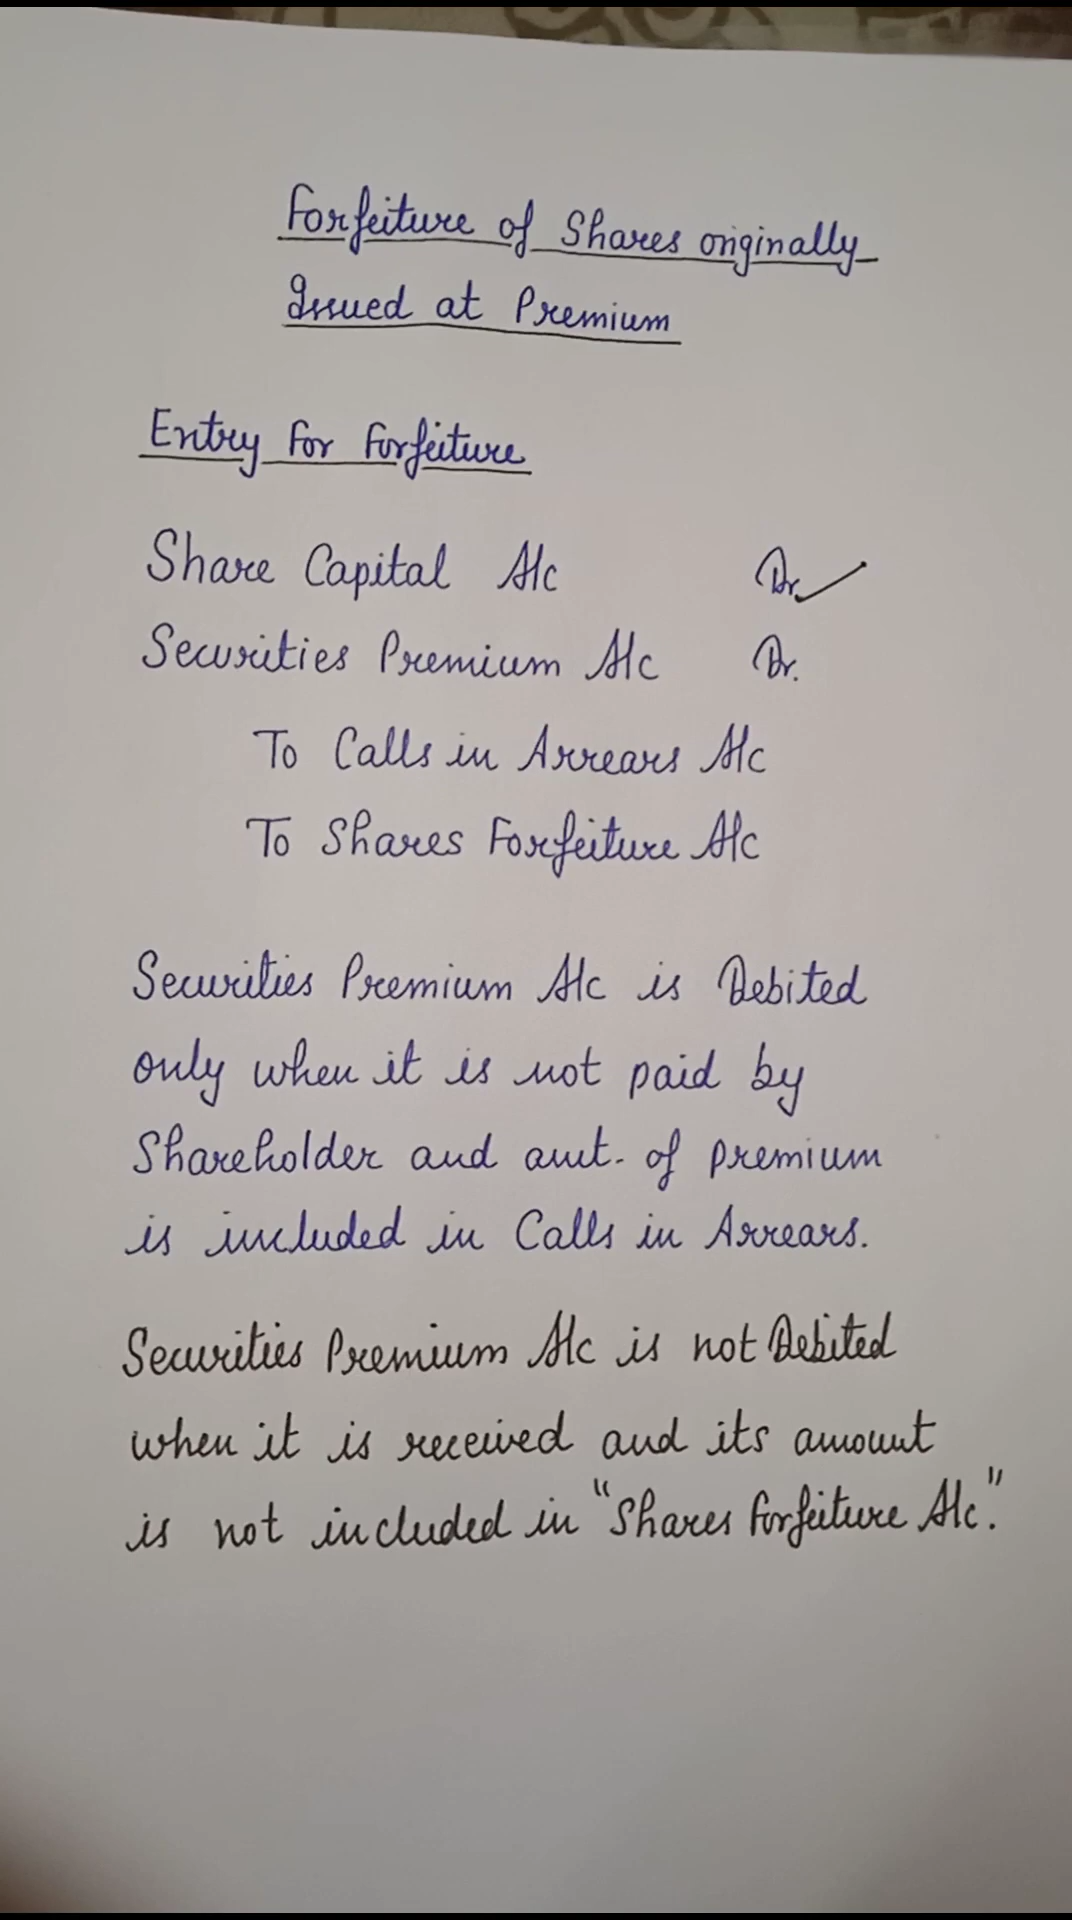 Forfeiture of Shares originally
Issued at Premium
Entry For Forfeiture
Share Capital A/c Dr.
Securities Premium A/c Dr.
To Calls in Arrears A/c
To Shares Forfeiture A/c
Securities Premium A/c is Debited
only when it is not paid by
Shareholder and amt. of premium
is included in Calls in Arrears.
Securities Premium A/c is not Debited
when it is received and its amount
is not included in "Shares Forfeiture A/c."